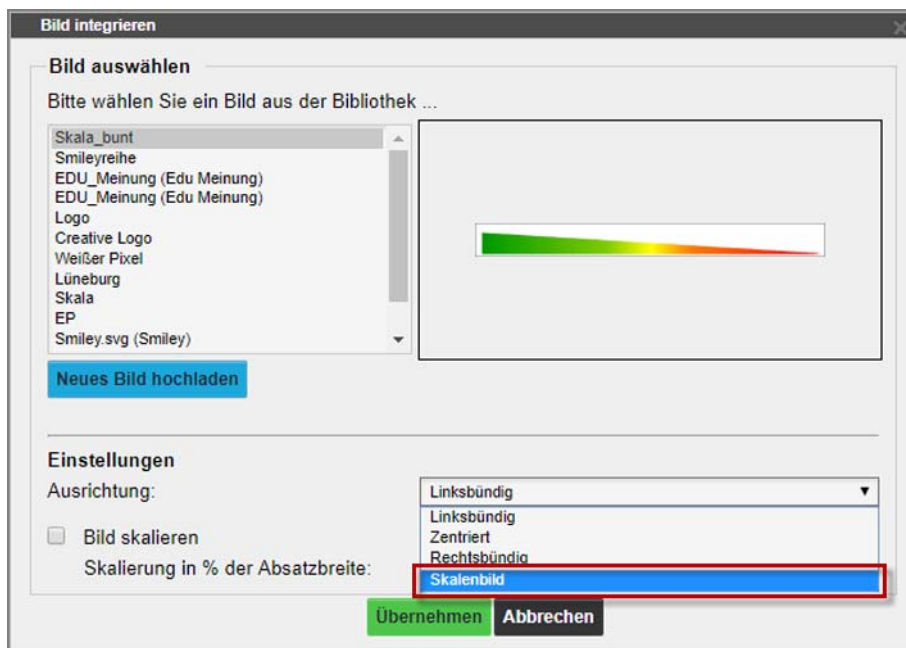 Bild integrieren
Bild auswählen
Bitte wählen Sie ein Bild aus der Bibliothek ...
Skala_bunt
Smileyreihe
EDU_Meinung (Edu Meinung)
EDU_Meinung (Edu Meinung)
Logo
Creative Logo
Weißer Pixel
Lüneburg
Skala
EP
Smiley.svg (Smiley)
Neues Bild hochladen
Einstellungen
Ausrichtung:
Linksbündig
Linksbündig
Zentriert
Rechtsbündig
Skalenbild
Bild skalieren
Skalierung in % der Absatzbreite:
Übernehmen
Abbrechen